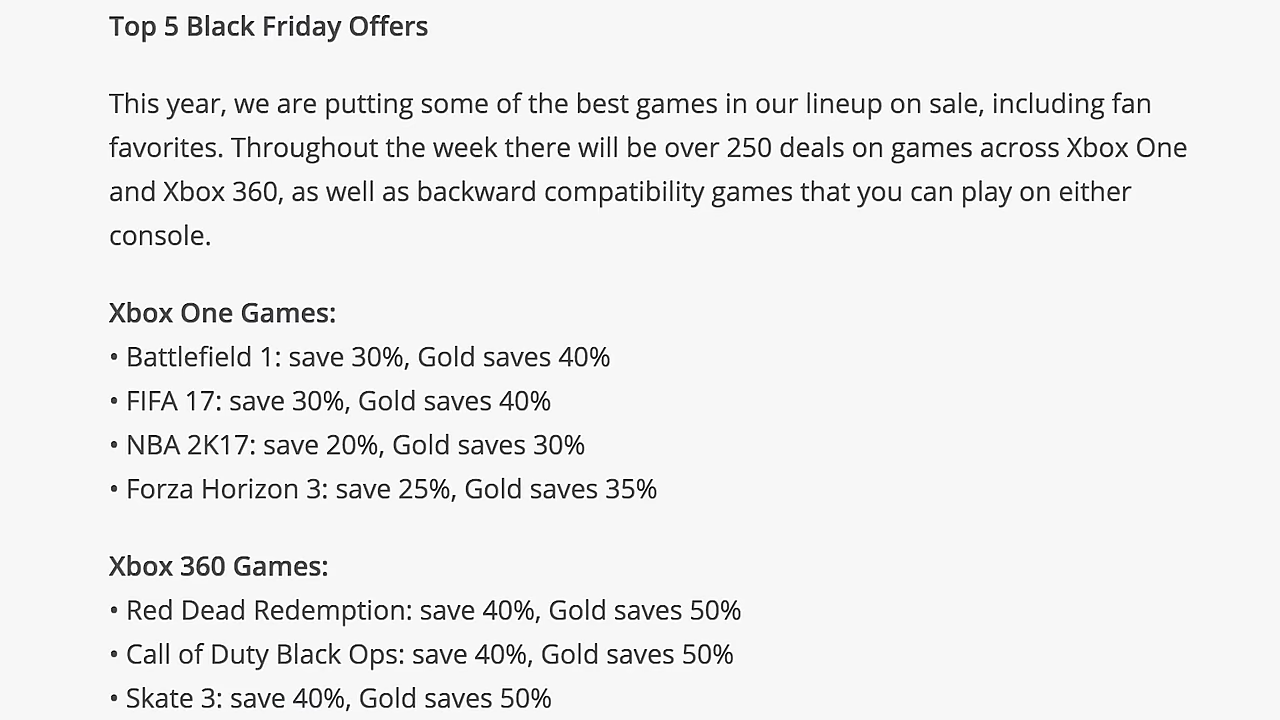 Top 5 Black Friday Offers
This year, we are putting some of the best games in our lineup on sale, including fan
favorites. Throughout the week there will be over 250 deals on games across Xbox One
and Xbox 360, as well as backward compatibility games that you can play on either
console.
Xbox One Games:
• Battlefield 1: save 30%, Gold saves 40%
• FIFA 17: save 30%, Gold saves 40%
• NBA 2K17: save 20%, Gold saves 30%
• Forza Horizon 3: save 25%, Gold saves 35%
Xbox 360 Games:
• Red Dead Redemption: save 40%, Gold saves 50%
• Call of Duty Black Ops: save 40%, Gold saves 50%
• Skate 3: save 40%, Gold saves 50%